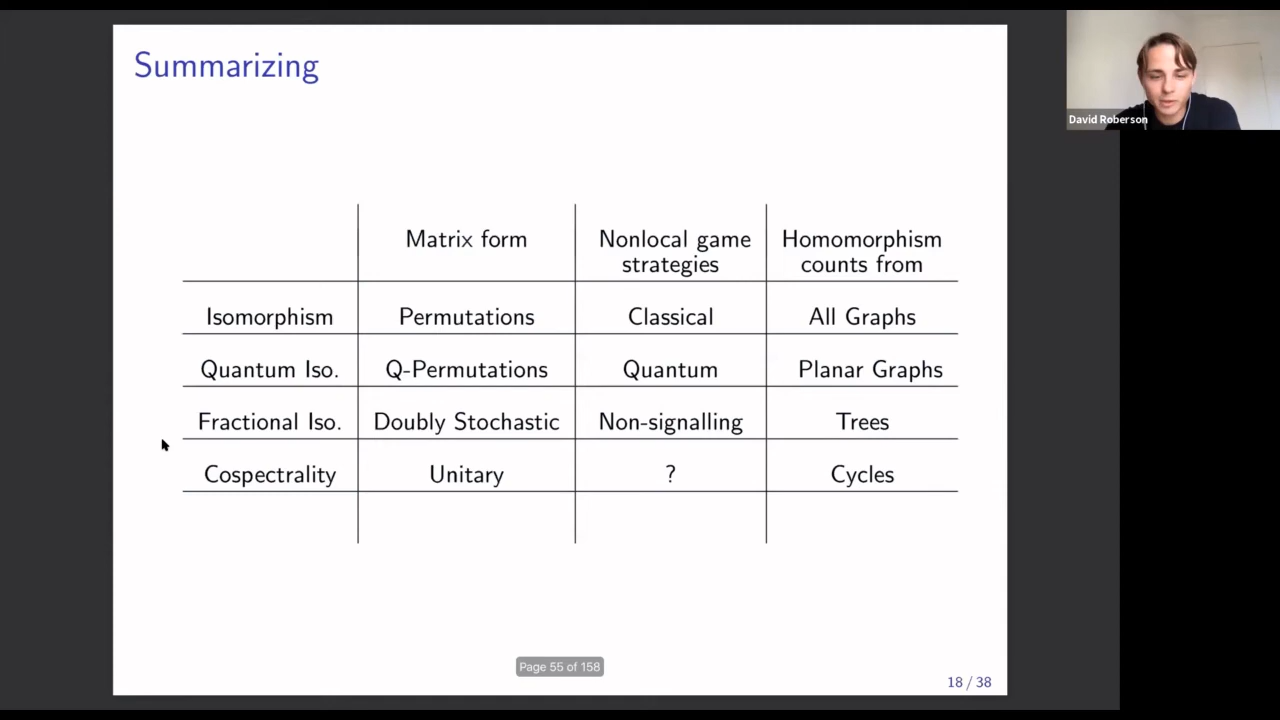 Summarizing
David Roberson
Matrix form
Nonlocal game
strategies
Homomorphism
counts from
Isomorphism Permutations Classical All Graphs
Quantum Iso. Q-Permutations Quantum Planar Graphs
Fractional Iso. Doubly Stochastic Non-signalling Trees
Cospectrality Unitary ? Cycles
Page 55 of 158
18 / 38